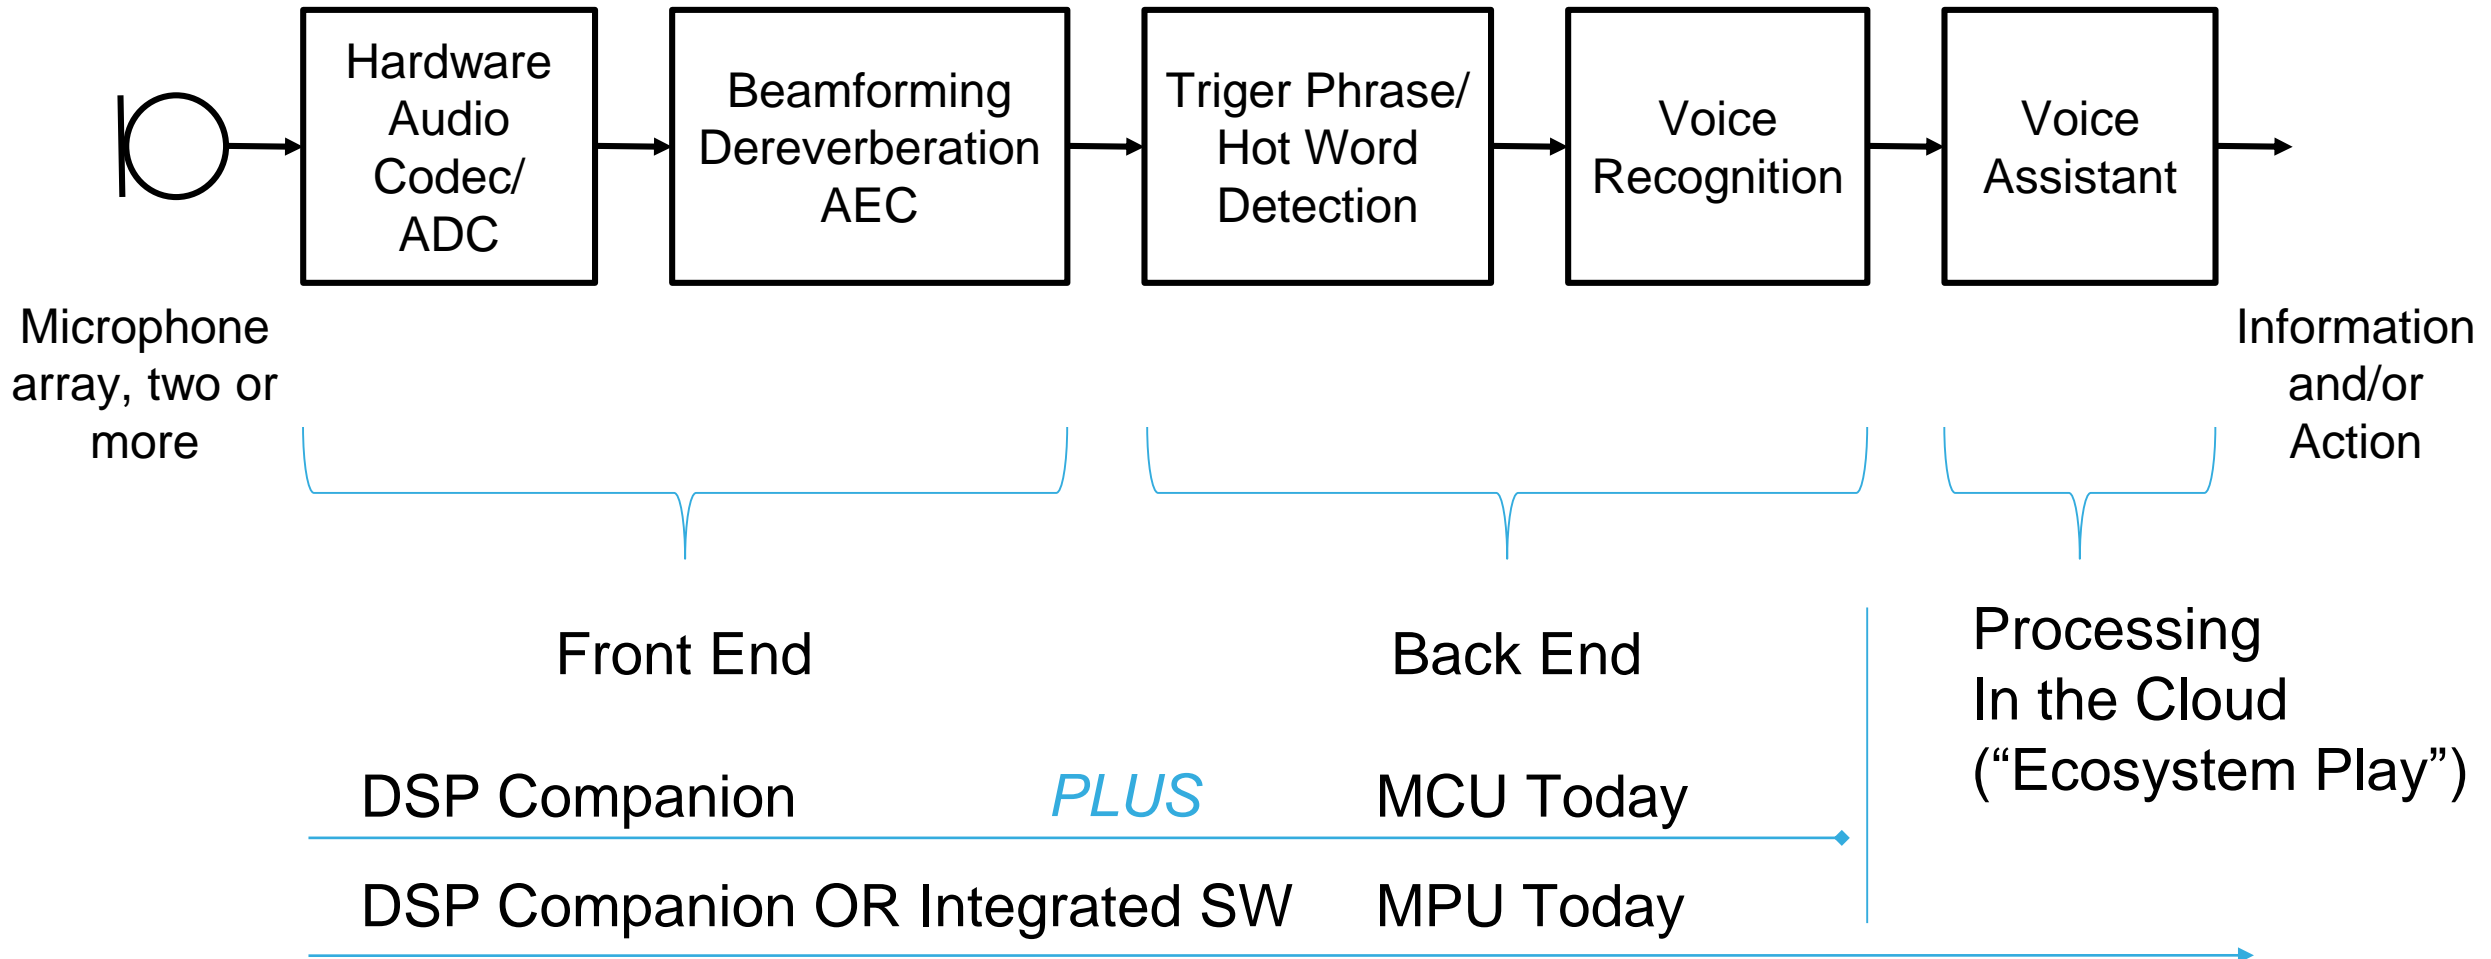 Hardware
Audio
Codec/
ADC
Beamforming
Dereverberation
AEC
Triger Phrase/
Hot Word
Detection
Voice
Recognition
Voice
Assistant
Microphone
array, two or
more
Information
and/or
Action
Front End
Back End
Processing
In the Cloud
(“Ecosystem Play”)
DSP Companion PLUS MCU Today
DSP Companion OR Integrated SW MPU Today